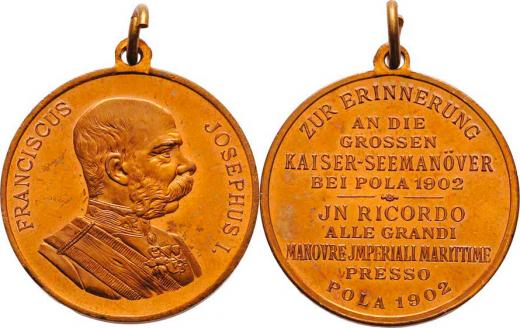 FRANCISCUS JOSEPHUS I.
ZUR ERINNERUNG
AN DIE
GROSSEN
KAISER-SEEMANÖVER
BEI POLA 1902
JN RICORDO
ALLE GRANDI
MANOVRE JMPERIALI MARITTIME
PRESSO
POLA 1902